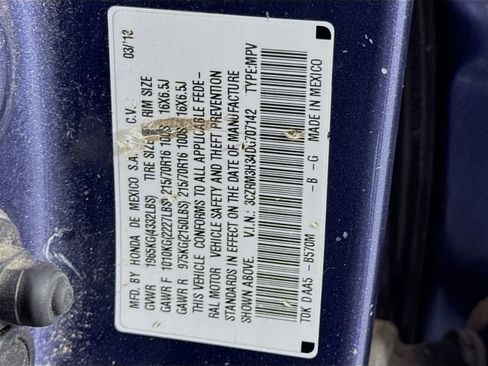 MFD. BY HONDA DE MEXICO S.A. C.V. 03/12
GVWR 1965KG(4332LBS) TIRE SIZE RIM SIZE
GAWR F 1010KG(2227LBS) 215/70R16 100S 16X6.5J
GAWR R 975KG(2150LBS) 215/70R16 100S 16X6.5J
THIS VEHICLE CONFORMS TO ALL APPLICABLE FEDE-
RAL MOTOR VEHICLE SAFETY AND THEFT PREVENTION
STANDARDS IN EFFECT ON THE DATE OF MANUFACTURE
SHOWN ABOVE.
V.I.N.: 3CZRM3H34DG707142 TYPE:MPV
T0K DAA5 -B570M -B -G MADE IN MEXICO